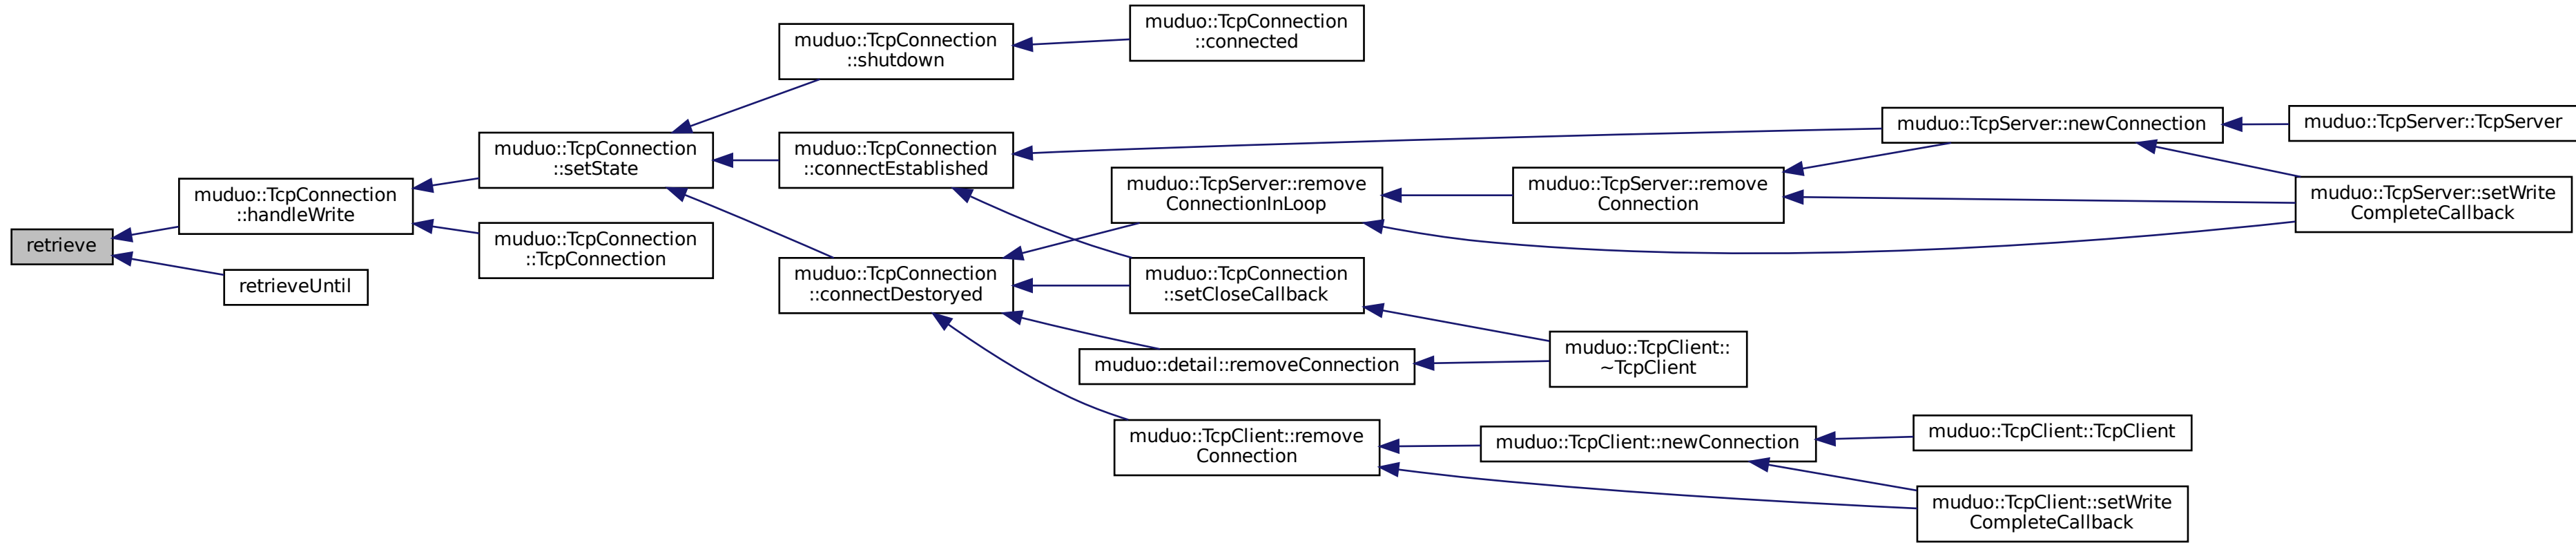 retrieve
muduo::TcpConnection
::handleWrite
retrieveUntil
muduo::TcpConnection
::setState
muduo::TcpConnection
::TcpConnection
muduo::TcpConnection
::shutdown
muduo::TcpConnection
::connectEstablished
muduo::TcpConnection
::connectDestoryed
muduo::TcpConnection
::connected
muduo::TcpServer::remove
ConnectionInLoop
muduo::TcpConnection
::setCloseCallback
muduo::detail::removeConnection
muduo::TcpClient::remove
Connection
muduo::TcpServer::remove
Connection
muduo::TcpClient::
~TcpClient
muduo::TcpClient::newConnection
muduo::TcpServer::newConnection
muduo::TcpClient::TcpClient
muduo::TcpClient::setWrite
CompleteCallback
muduo::TcpServer::TcpServer
muduo::TcpServer::setWrite
CompleteCallback